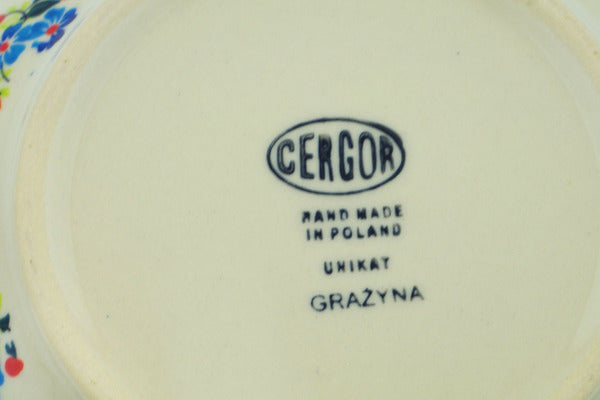 CERGOR
HAND MADE
IN POLAND
UNIKAT
GRAŻYNA